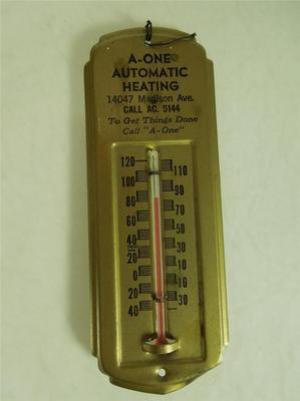 A-ONE
AUTOMATIC
HEATING
14047 Madison Ave.
CALL AC. 5144
To Get Things Done
Call "A-One"
120 110
100 90
80 70
60 50
40 30
20 10
0 10
20 30
40